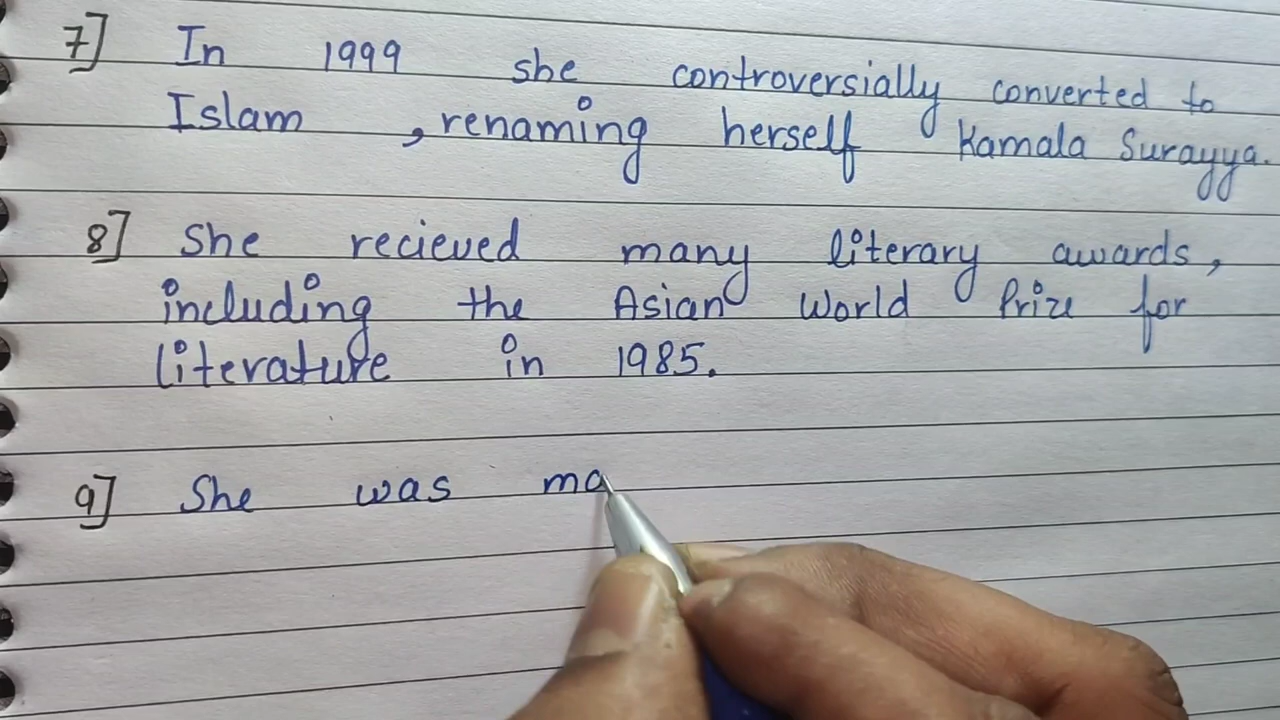 7] In 1999 she controversially converted to
Islam , renaming herself Kamala Surayya.
8] She recieved many literary awards,
including the Asian World Prize for
literature in 1985.
9] She was ma